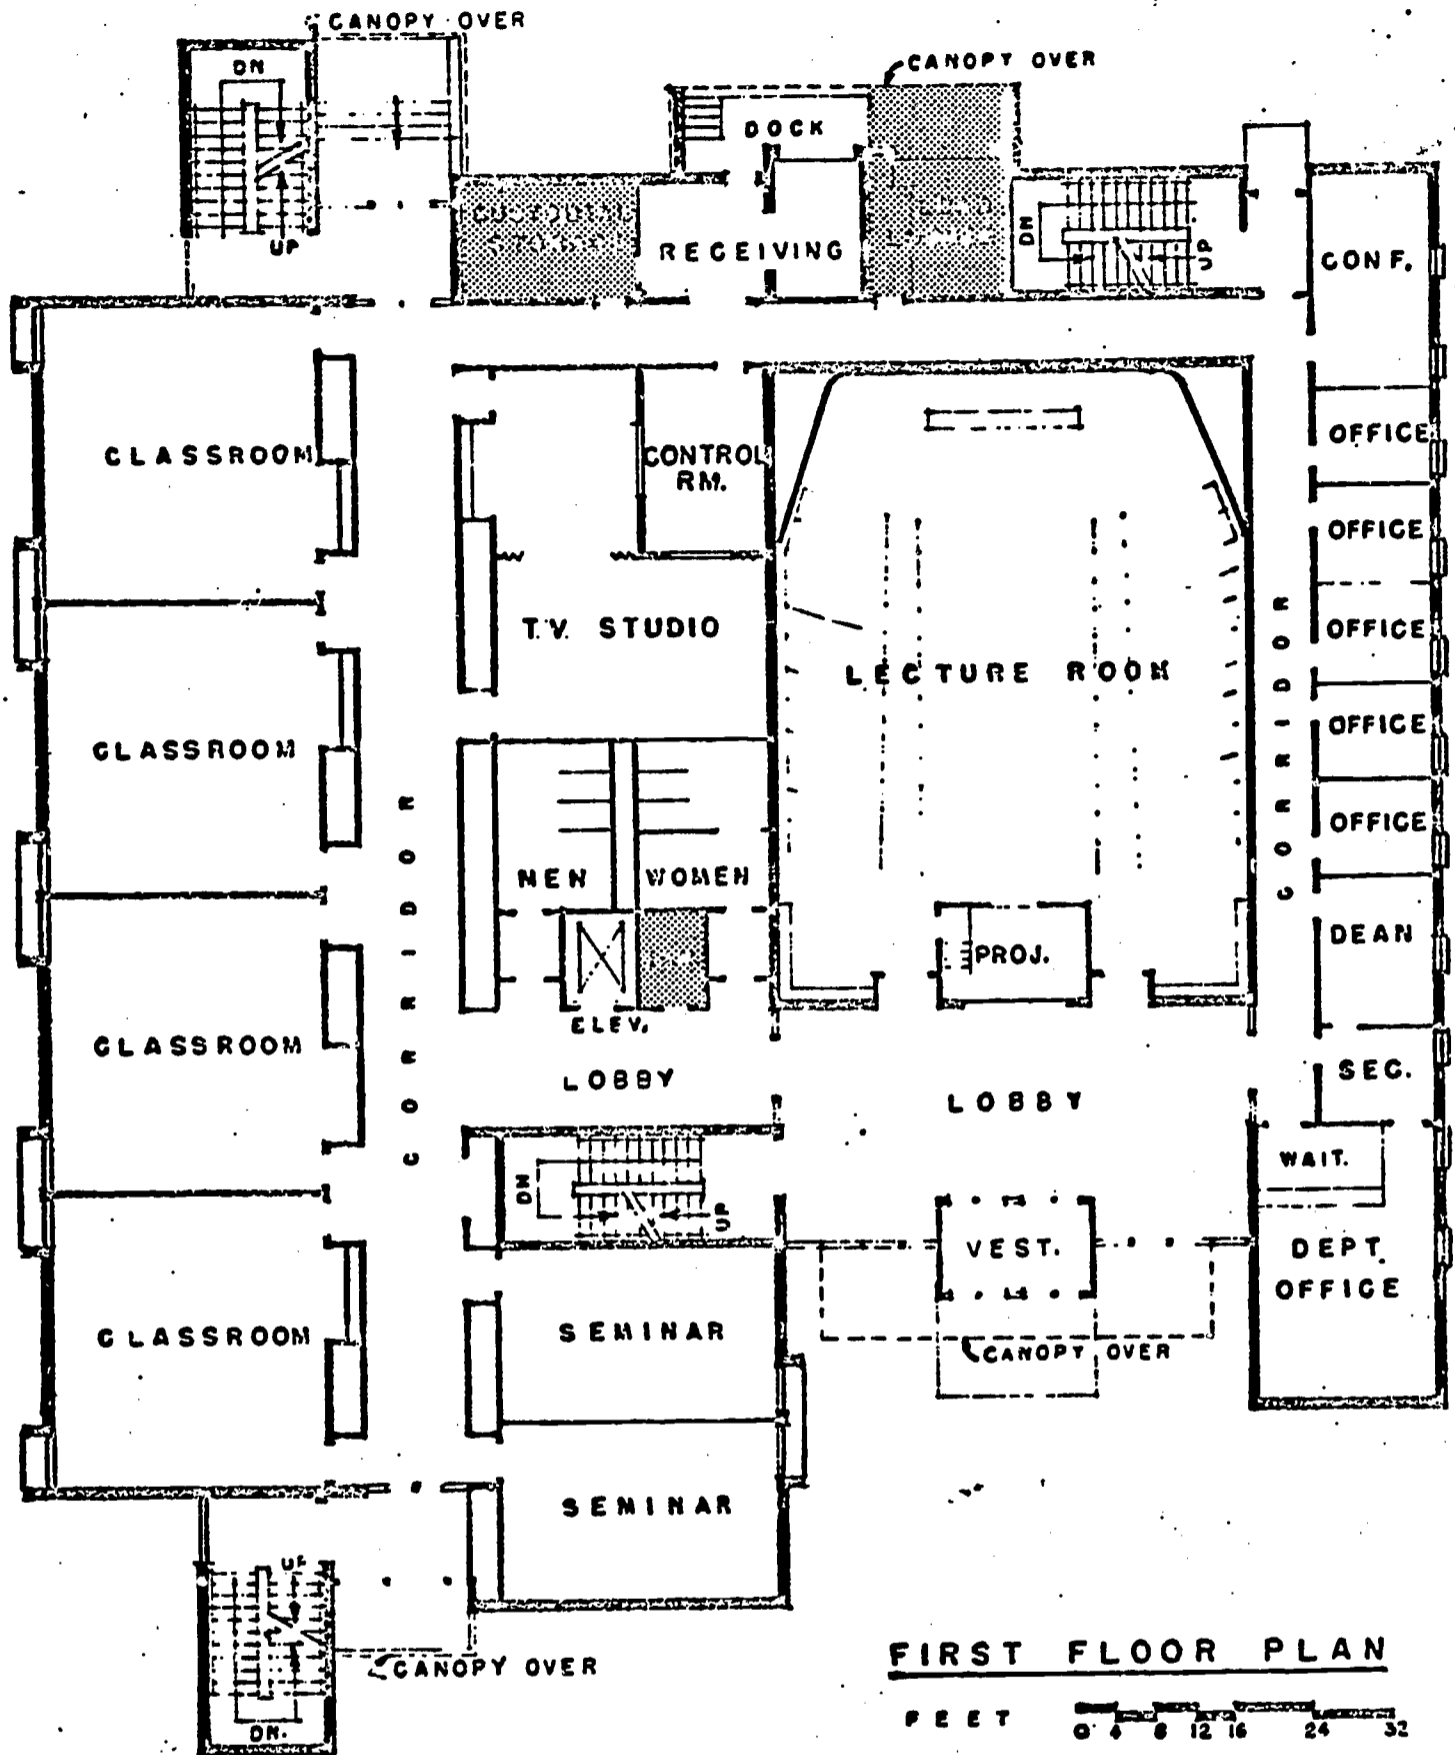 CANOPY OVER
DN
UP
CANOPY OVER
DOCK
RECEIVING
DN
UP
CONF.
CLASSROOM
CONTROL
RM.
OFFICE
OFFICE
T.V. STUDIO
LECTURE ROOM
OFFICE
CLASSROOM
OFFICE
CORRIDOR
CORRIDOR
OFFICE
MEN
WOMEN
DEAN
PROJ.
ELEV.
CLASSROOM
LOBBY
LOBBY
SEC.
WAIT.
DN
UP
VEST.
DEPT.
OFFICE
CLASSROOM
SEMINAR
CANOPY OVER
SEMINAR
UP
DN.
CANOPY OVER
FIRST FLOOR PLAN
FEET
0 4 8 12 16 24 32